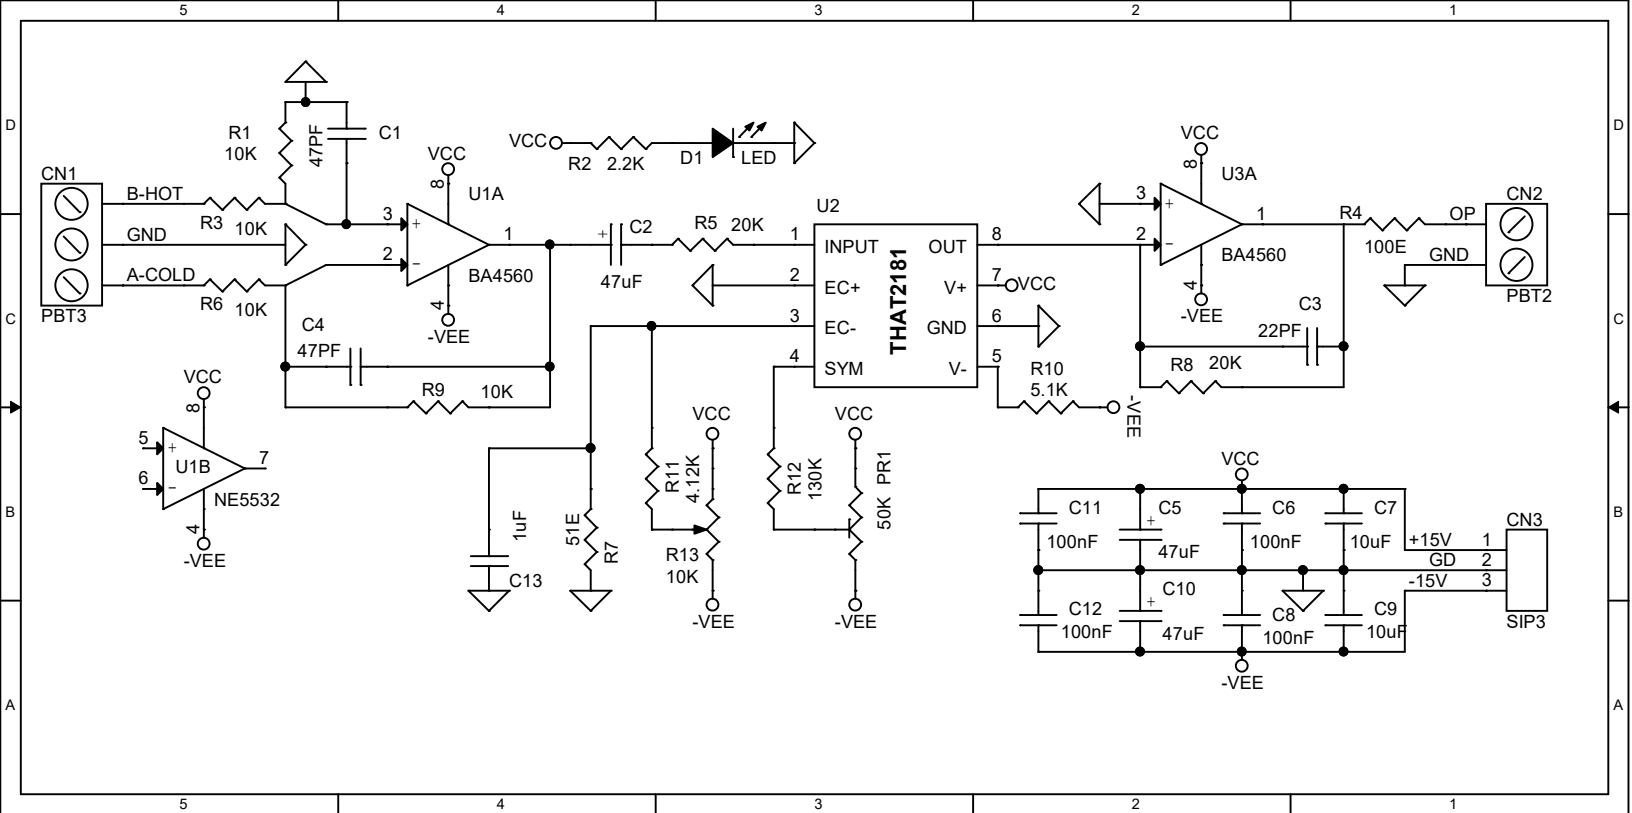 5 4 3 2 1
D D
C C
B B
A A
5 4 3 2 1
CN1
B-HOT
GND
A-COLD
PBT3
R1
10K
47PF
C1
R3 10K
R6 10K
VCC
8
U1A
3 +
2 −
1
BA4560
4
-VEE
C4
47PF
R9 10K
VCC
R2 2.2K
D1 LED
+ C2
47uF
R5 20K
U2
THAT2181
1 INPUT
2 EC+
3 EC-
4 SYM
OUT 8
V+ 7
VCC
GND 6
V- 5
R10
5.1K
-VEE
VCC
8
U3A
3 +
2 −
1
BA4560
4
-VEE
C3
22PF
R8 20K
R4
100E
OP
GND
CN2
PBT2
VCC
8
5 +
6 −
U1B
7
NE5532
4
-VEE
1uF
C13
51E
R7
R11
4.12K
VCC
R13
10K
-VEE
R12
130K
VCC
50K PR1
-VEE
VCC
C11
100nF
+ C5
47uF
C6
100nF
C7
10uF
C12
100nF
+ C10
47uF
C8
100nF
C9
10uF
-VEE
CN3
+15V 1
GD 2
-15V 3
SIP3